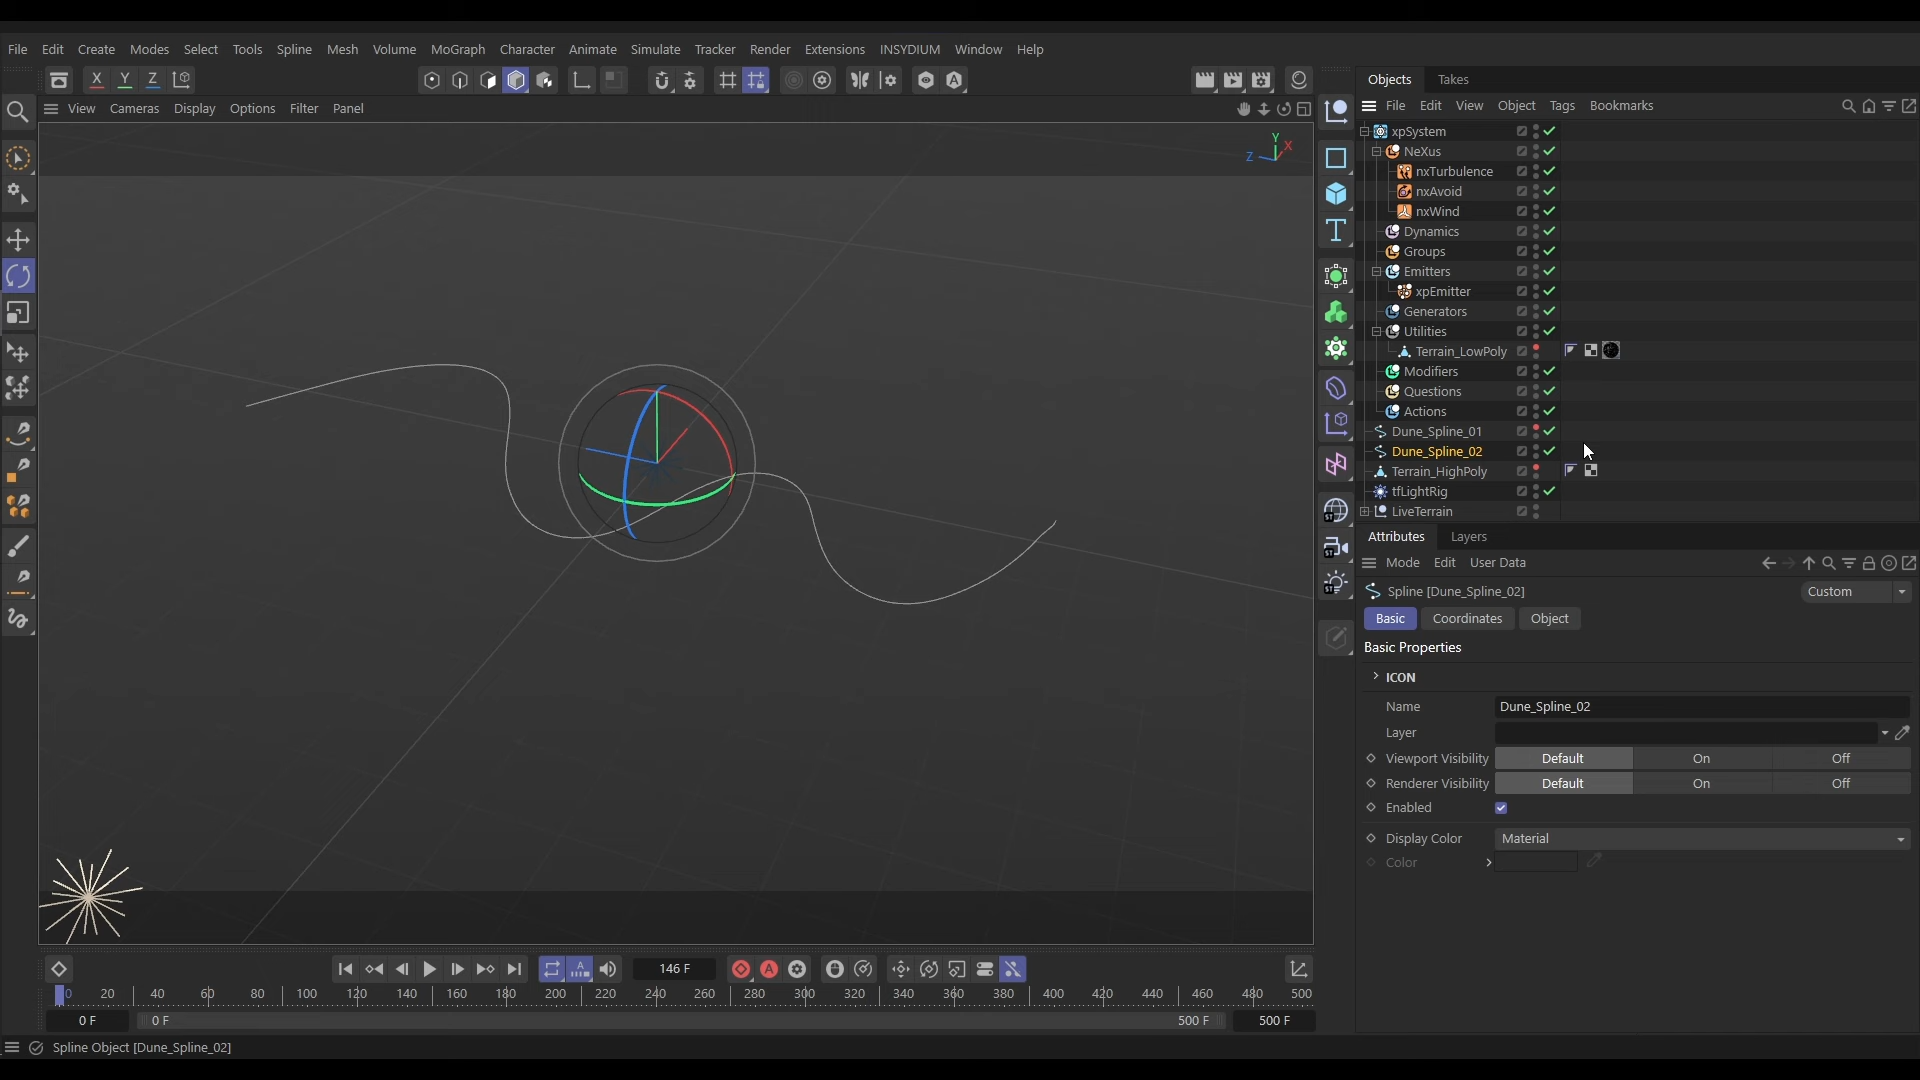 File Edit Create Modes Select Tools Spline Mesh Volume MoGraph Character Animate Simulate Tracker Render Extensions INSYDIUM Window Help
X Y Z
View Cameras Display Options Filter Panel
Y
X
Z
Objects Takes
File Edit View Object Tags Bookmarks
xpSystem
NeXus
nxTurbulence
nxAvoid
nxWind
Dynamics
Groups
Emitters
xpEmitter
Generators
Utilities
Terrain_LowPoly
Modifiers
Questions
Actions
Dune_Spline_01
Dune_Spline_02
Terrain_HighPoly
tfLightRig
LiveTerrain
Attributes Layers
Mode Edit User Data
Spline [Dune_Spline_02] Custom
Basic Coordinates Object
Basic Properties
ICON
Name Dune_Spline_02
Layer
Viewport Visibility Default On Off
Renderer Visibility Default On Off
Enabled
Display Color Material
Color
146 F
0 20 40 60 80 100 120 140 160 180 200 220 240 260 280 300 320 340 360 380 400 420 440 460 480 500
0 F 0 F 500 F 500 F
Spline Object [Dune_Spline_02]